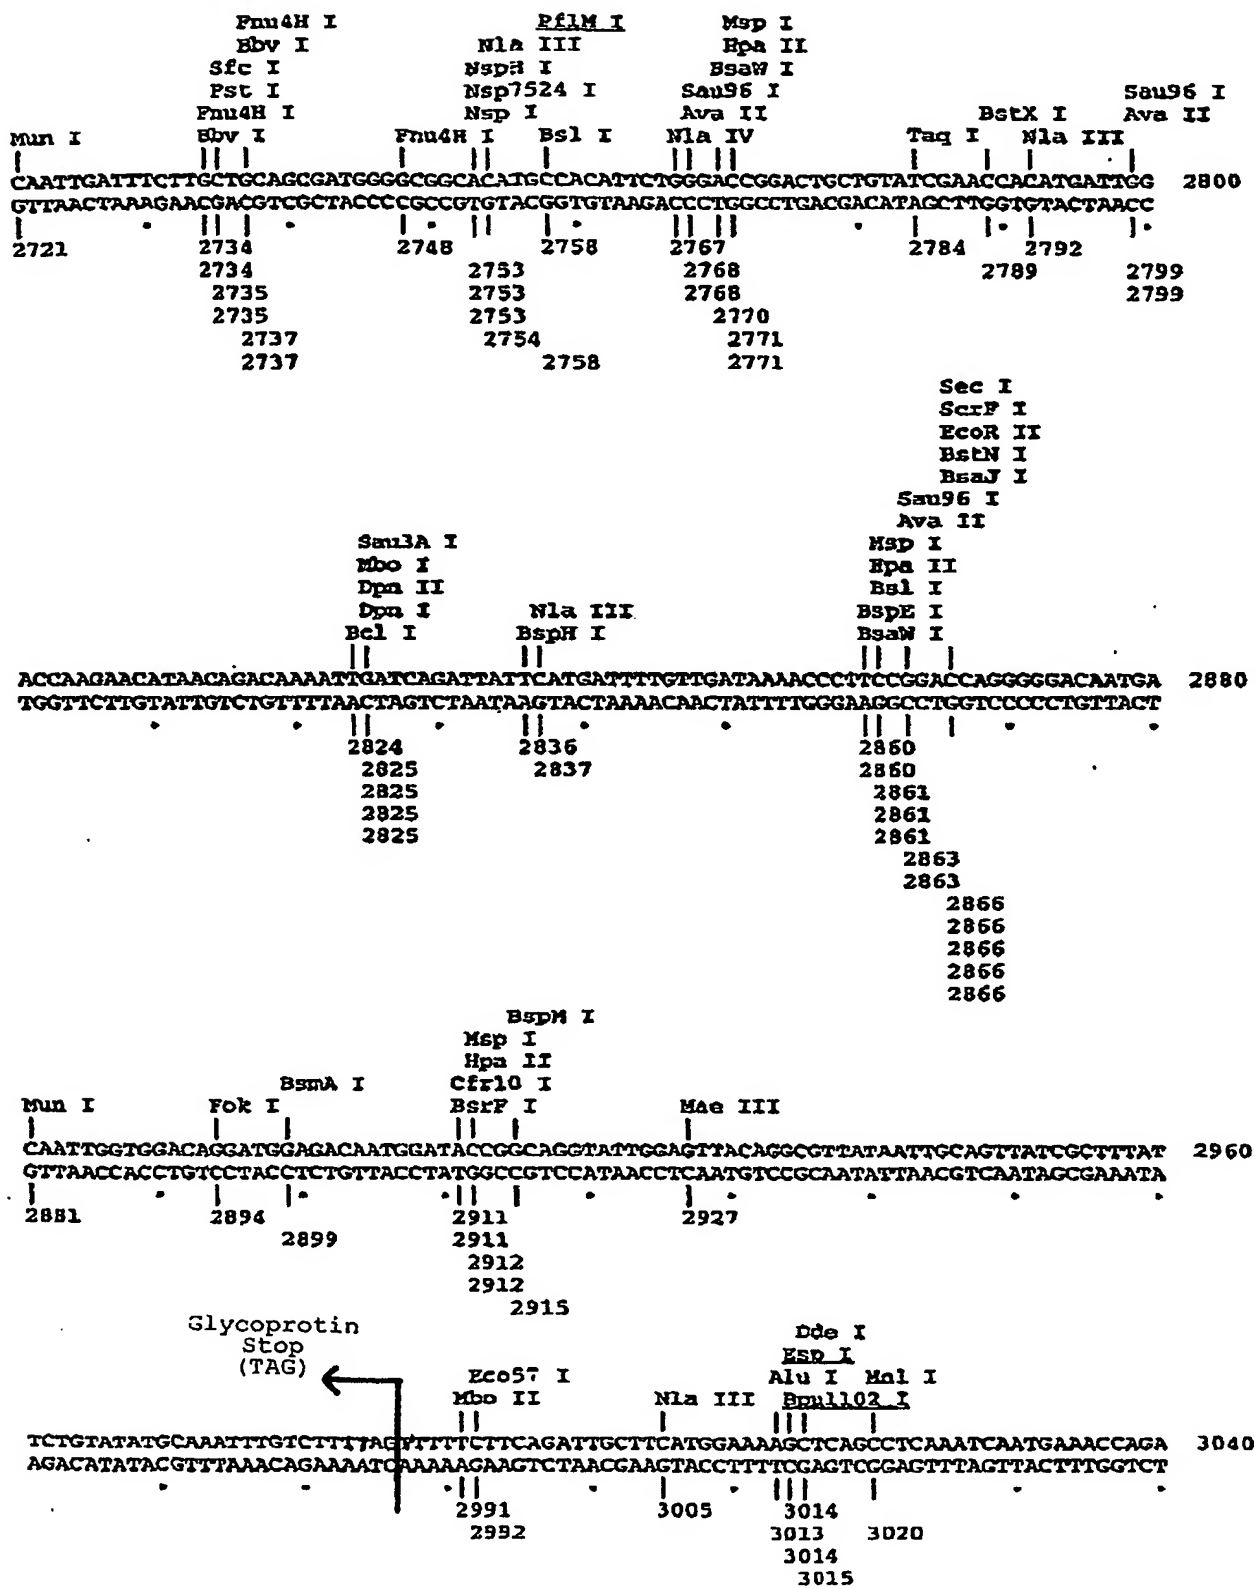 Fnu4H I PflM I Msp I
Bbv I Nla III Hpa II
Sfc I NspH I BsaW I
Pst I Nsp7524 I Sau96 I Sau96 I
Fnu4H I Nsp I Ava II BstX I Ava II
Mun I Bbv I Fnu4H I Bsl I Nla IV Taq I Nla III
CAATTGATTTCTTGCTGCAGCGATGGGGCGGCACATGCCACATTCTGGGACCGGACTGCTGTATCGAACCACATGATTGG 2800
GTTAACTAAAGAACGACGTCGCTACCCCGCCGTGTACGGTGTAAGACCCTGGCCTGACGACATAGCTTGGTGTACTAACC
2721 2734 2748 2758 2767 2784 2792
2734 2753 2768 2789 2799
2735 2753 2768 2799
2735 2753 2770
2737 2754 2771
2737 2758 2771
Sec I
ScrF I
EcoR II
BstN I
BsaJ I
Sau96 I
Ava II
Sau3A I Msp I
Mbo I Hpa II
Dpn II Bsl I
Dpn I Nla III BspE I
Bcl I BspH I BsaW I
ACCAAGAACATAACAGACAAAATTGATCAGATTATTCATGATTTTGTTGATAAAACCCTTCCGGACCAGGGGGACAATGA 2880
TGGTTCTTGTATTGTCTGTTTTAACTAGTCTAATAAGTACTAAAACAACTATTTTGGGAAGGCCTGGTCCCCCTGTTACT
2824 2836 2860
2825 2837 2860
2825 2861
2825 2861
2825 2861
2863
2863
2866
2866
2866
2866
2866
BspM I
Msp I
Hpa II
BsmA I Cfr10 I
Mun I Fok I BsrF I Mae III
CAATTGGTGGACAGGATGGAGACAATGGATACCGGCAGGTATTGGAGTTACAGGCGTTATAATTGCAGTTATCGCTTTAT 2960
GTTAACCACCTGTCCTACCTCTGTTACCTATGGCCGTCCATAACCTCAATGTCCGCAATATTAACGTCAATAGCGAAATA
2881 2894 2911 2927
2899 2911
2912
2912
2915
Glycoprotin
Stop
(TAG)
Dde I
Esp I
Eco57 I Alu I Mnl I
Mbo II Nla III Bpu1102 I
TCTGTATATGCAAATTTGTCTTTTAGTTTTTCTTCAGATTGCTTCATGGAAAAGCTCAGCCTCAAATCAATGAAACCAGA 3040
AGACATATACGTTTAAACAGAAAATCAAAAAGAAGTCTAACGAAGTACCTTTTCGAGTCGGAGTTTAGTTACTTTGGTCT
2991 3005 3014
2992 3013 3020
3014
3015